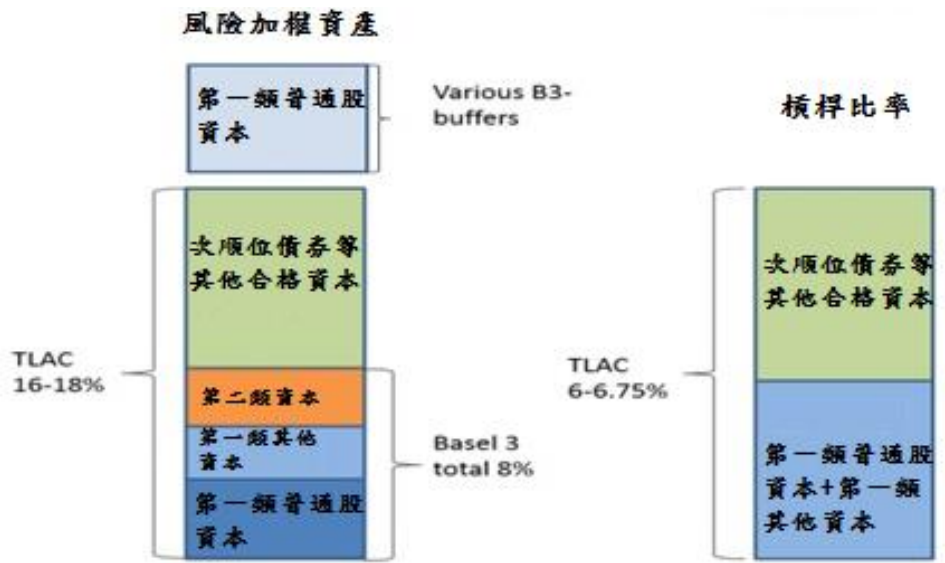 風險加權資產
第一類普通股
資本
Various B3-
buffers
次順位債券等
其他合格資本
TLAC
16-18%
第二類資本
第一類其他
資本
第一類普通股
資本
Basel 3
total 8%
槓桿比率
次順位債券等
其他合格資本
TLAC
6-6.75%
第一類普通股
資本+第一類
其他資本